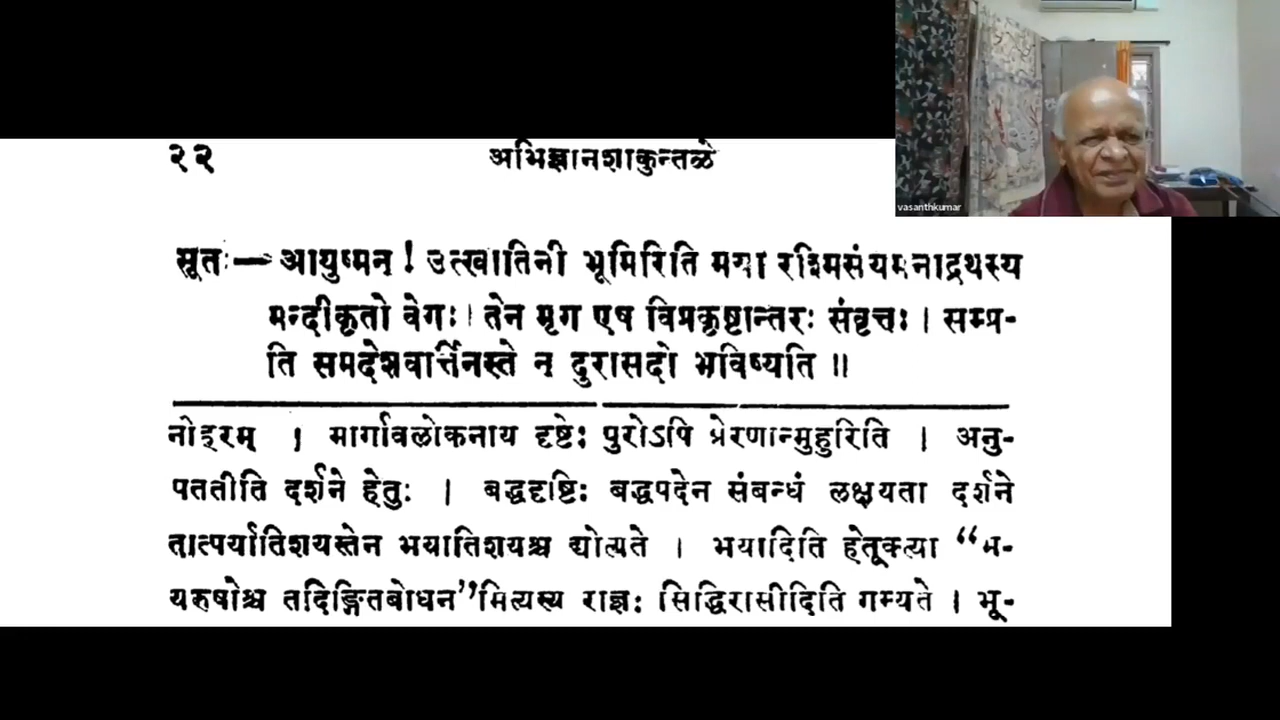 २२
अभिज्ञानशाकुन्तळे
vasanthkumar
सूतः — आयुष्मन् ! उत्खातिनी भूमिरिति मया रश्मिसंयमनाद्रथस्य
मन्दीकृतो वेगः । तेन मृग एष विप्रकृष्टान्तरः संवृत्तः । सम्प्र-
ति समदेशवर्त्तिनस्ते न दुरासदो भविष्यति ॥
नोहरम् । मार्गावलोकनाय दृष्टेः पुरोऽपि प्रेरणान्मुहुरिति । अनु-
पततीति दर्शने हेतुः । बद्धदृष्टिः बद्धपदेन संबन्धं लक्षयता दर्शने
तात्पर्यातिशयस्तेन भयातिशयश्च द्योत्यते । भयादिति हेतूक्त्या “भ-
यरुषोश्च तदिङ्गितबोधन”मित्यस्य राज्ञः सिद्धिरासीदिति गम्यते । भू-